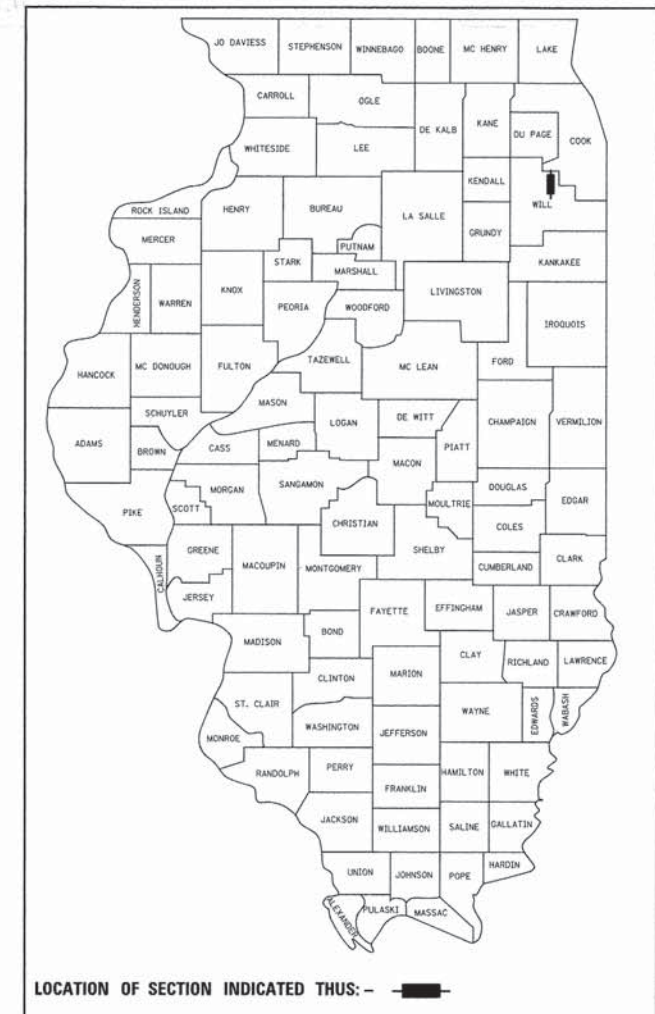 JO DAVIESS
STEPHENSON
WINNEBAGO
BOONE
MC HENRY
LAKE
CARROLL
OGLE
DE KALB
KANE
DU PAGE
COOK
WHITESIDE
LEE
KENDALL
WILL
ROCK ISLAND
HENRY
BUREAU
LA SALLE
GRUNDY
MERCER
PUTNAM
KANKAKEE
STARK
MARSHALL
HENDERSON
WARREN
KNOX
PEORIA
WOODFORD
LIVINGSTON
IROQUOIS
HANCOCK
MC DONOUGH
FULTON
TAZEWELL
MC LEAN
FORD
MASON
SCHUYLER
LOGAN
DE WITT
CHAMPAIGN
VERMILION
ADAMS
BROWN
CASS
MENARD
PIATT
MACON
MORGAN
SANGAMON
DOUGLAS
EDGAR
PIKE
SCOTT
MOULTRIE
CHRISTIAN
COLES
GREENE
SHELBY
CALHOUN
MACOUPIN
MONTGOMERY
CUMBERLAND
CLARK
JERSEY
FAYETTE
EFFINGHAM
JASPER
CRAWFORD
MADISON
BOND
CLAY
RICHLAND
LAWRENCE
CLINTON
MARION
ST. CLAIR
WAYNE
EDWARDS
WABASH
WASHINGTON
JEFFERSON
MONROE
RANDOLPH
PERRY
HAMILTON
WHITE
FRANKLIN
JACKSON
WILLIAMSON
SALINE
GALLATIN
UNION
JOHNSON
POPE
HARDIN
ALEXANDER
PULASKI
MASSAC
LOCATION OF SECTION INDICATED THUS: -